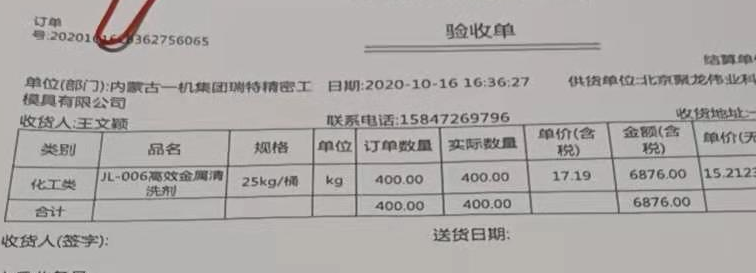 验收单
订单
号:202010
362756065
结算单
单位(部门):内蒙古一机集团瑞特精密工
模具有限公司
日期:2020-10-16 16:36:27
供货单位:北京聚龙伟业科
收货人:王文颖
联系电话:15847269796
收货地址:
类别 品名 规格 单位 订单数量 实际数量 单价(含税) 金额(含税) 单价(无
化工类 JL-006高效金属清洗剂 25kg/桶 kg 400.00 400.00 17.19 6876.00 15.2123
合计 400.00 400.00 6876.00
收货人(签字):
送货日期: